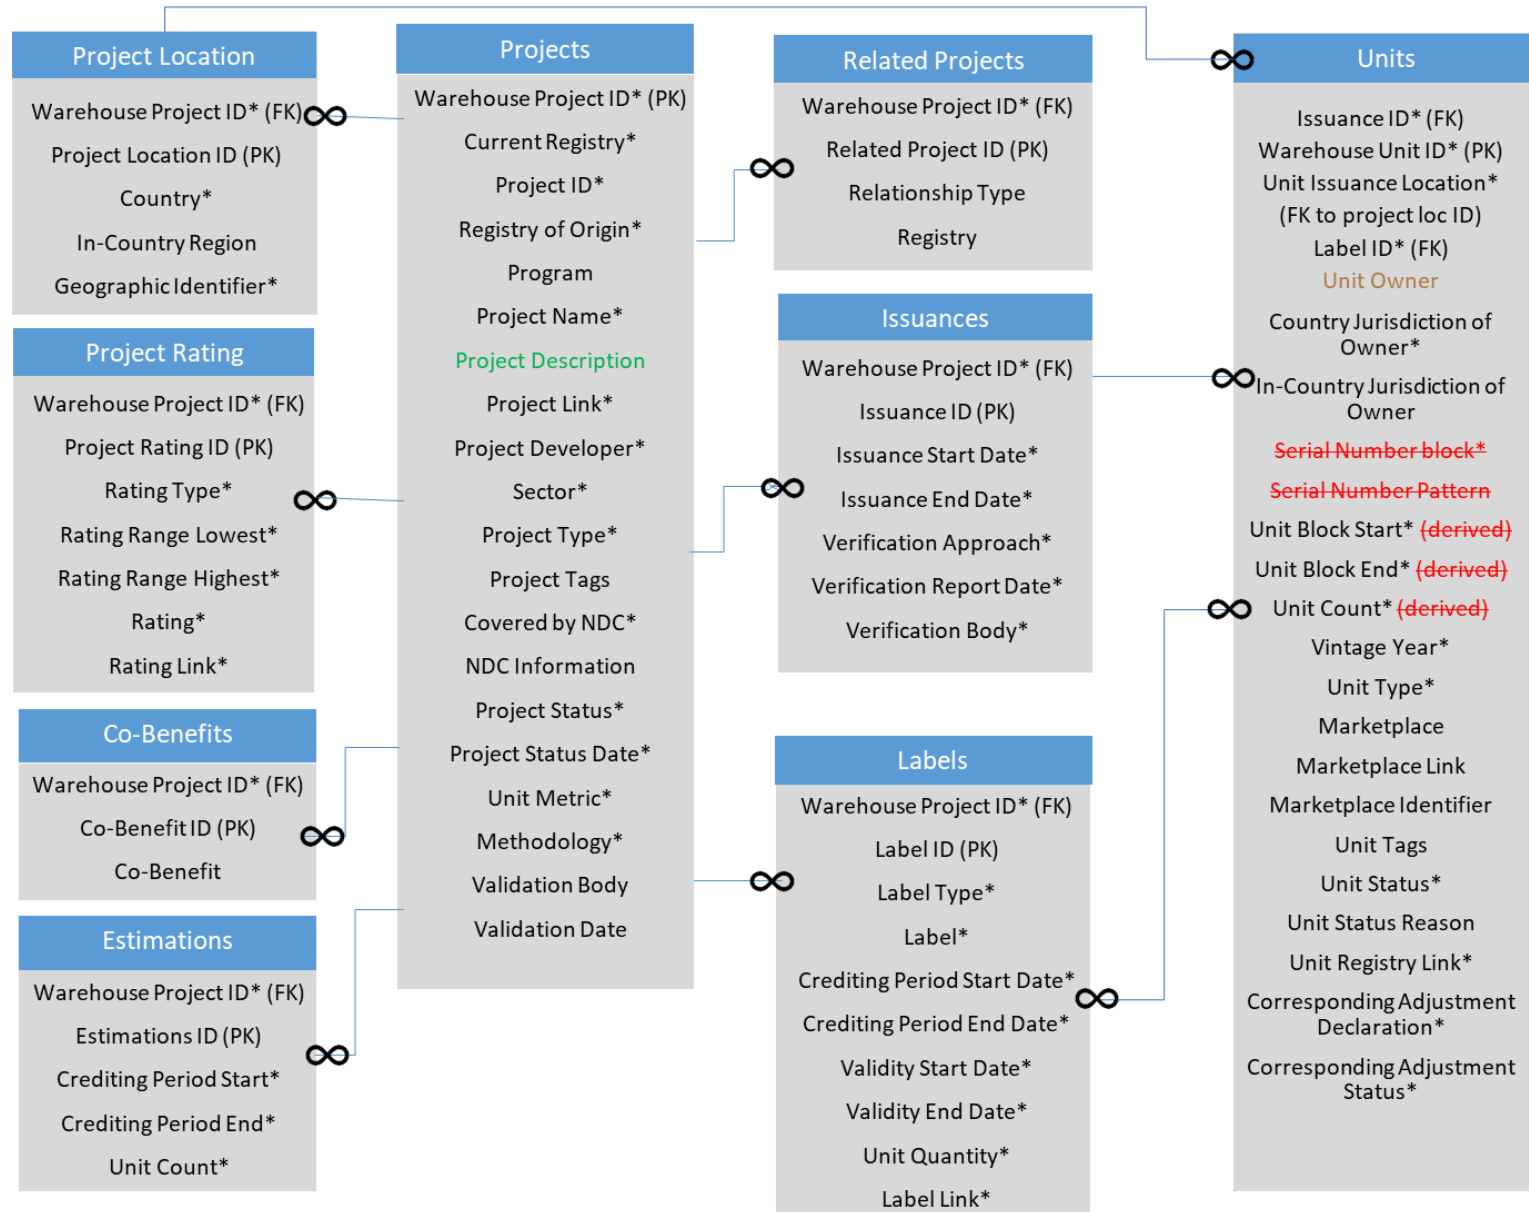 Project Location
Warehouse Project ID* (FK)
Project Location ID (PK)
Country*
In-Country Region
Geographic Identifier*
Project Rating
Warehouse Project ID* (FK)
Project Rating ID (PK)
Rating Type*
Rating Range Lowest*
Rating Range Highest*
Rating*
Rating Link*
Co-Benefits
Warehouse Project ID* (FK)
Co-Benefit ID (PK)
Co-Benefit
Estimations
Warehouse Project ID* (FK)
Estimations ID (PK)
Crediting Period Start*
Crediting Period End*
Unit Count*
Projects
Warehouse Project ID* (PK)
Current Registry*
Project ID*
Registry of Origin*
Program
Project Name*
Project Description
Project Link*
Project Developer*
Sector*
Project Type*
Project Tags
Covered by NDC*
NDC Information
Project Status*
Project Status Date*
Unit Metric*
Methodology*
Validation Body
Validation Date
Related Projects
Warehouse Project ID* (FK)
Related Project ID (PK)
Relationship Type
Registry
Issuances
Warehouse Project ID* (FK)
Issuance ID (PK)
Issuance Start Date*
Issuance End Date*
Verification Approach*
Verification Report Date*
Verification Body*
Labels
Warehouse Project ID* (FK)
Label ID (PK)
Label Type*
Label*
Crediting Period Start Date*
Crediting Period End Date*
Validity Start Date*
Validity End Date*
Unit Quantity*
Label Link*
Units
Issuance ID* (FK)
Warehouse Unit ID* (PK)
Unit Issuance Location*
(FK to project loc ID)
Label ID* (FK)
Unit Owner
Country Jurisdiction of
Owner*
In-Country Jurisdiction of
Owner
Serial Number block*
Serial Number Pattern
Unit Block Start* (derived)
Unit Block End* (derived)
Unit Count* (derived)
Vintage Year*
Unit Type*
Marketplace
Marketplace Link
Marketplace Identifier
Unit Tags
Unit Status*
Unit Status Reason
Unit Registry Link*
Corresponding Adjustment
Declaration*
Corresponding Adjustment
Status*